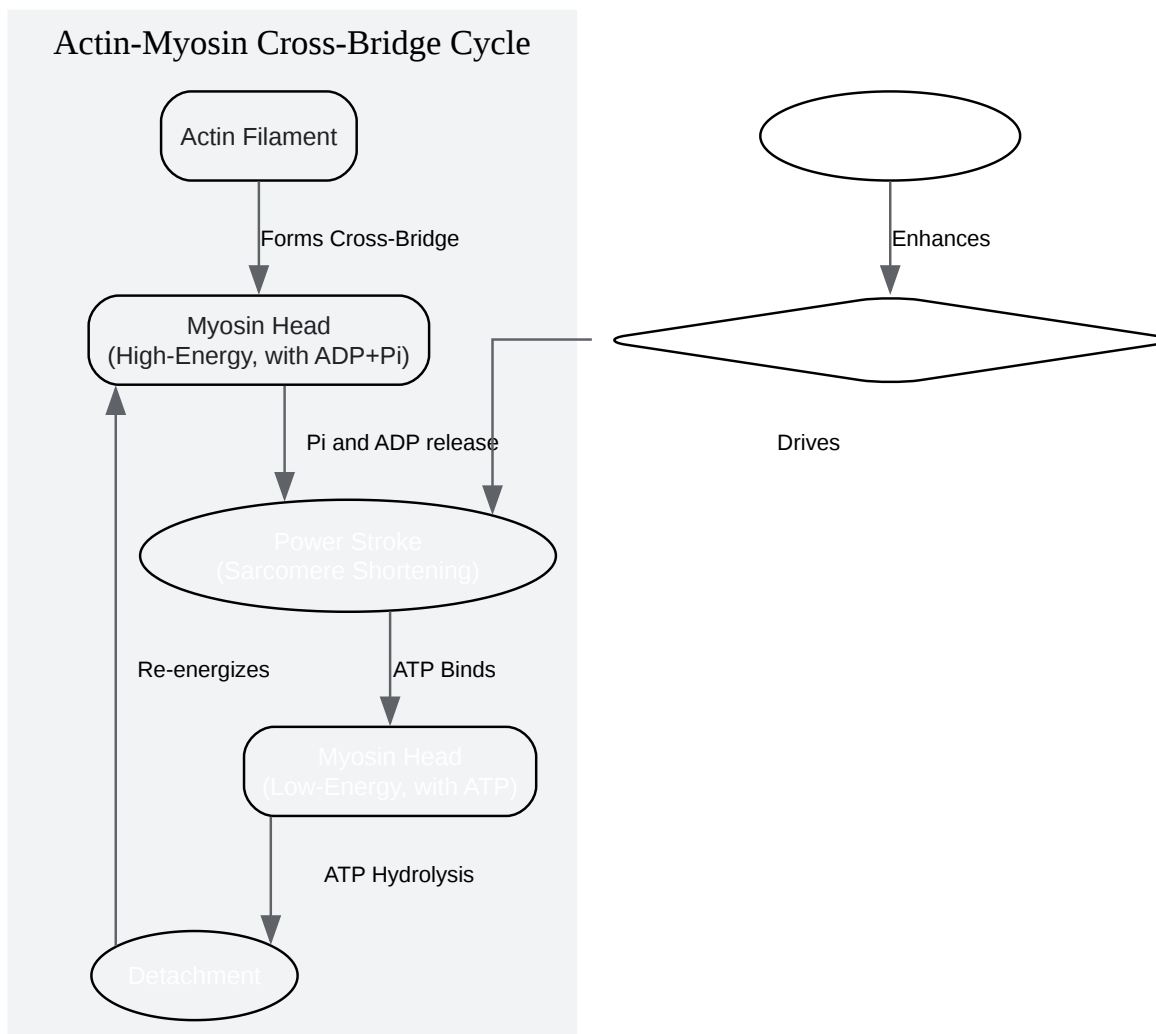 Actin-Myosin Cross-Bridge Cycle
Actin Filament
Forms Cross-Bridge
Enhances
Myosin Head
(High-Energy, with ADP+Pi)
Pi and ADP release
Drives
Power Stroke
(Sarcomere Shortening)
Re-energizes
ATP Binds
Myosin Head
(Low-Energy, with ATP)
ATP Hydrolysis
Detachment